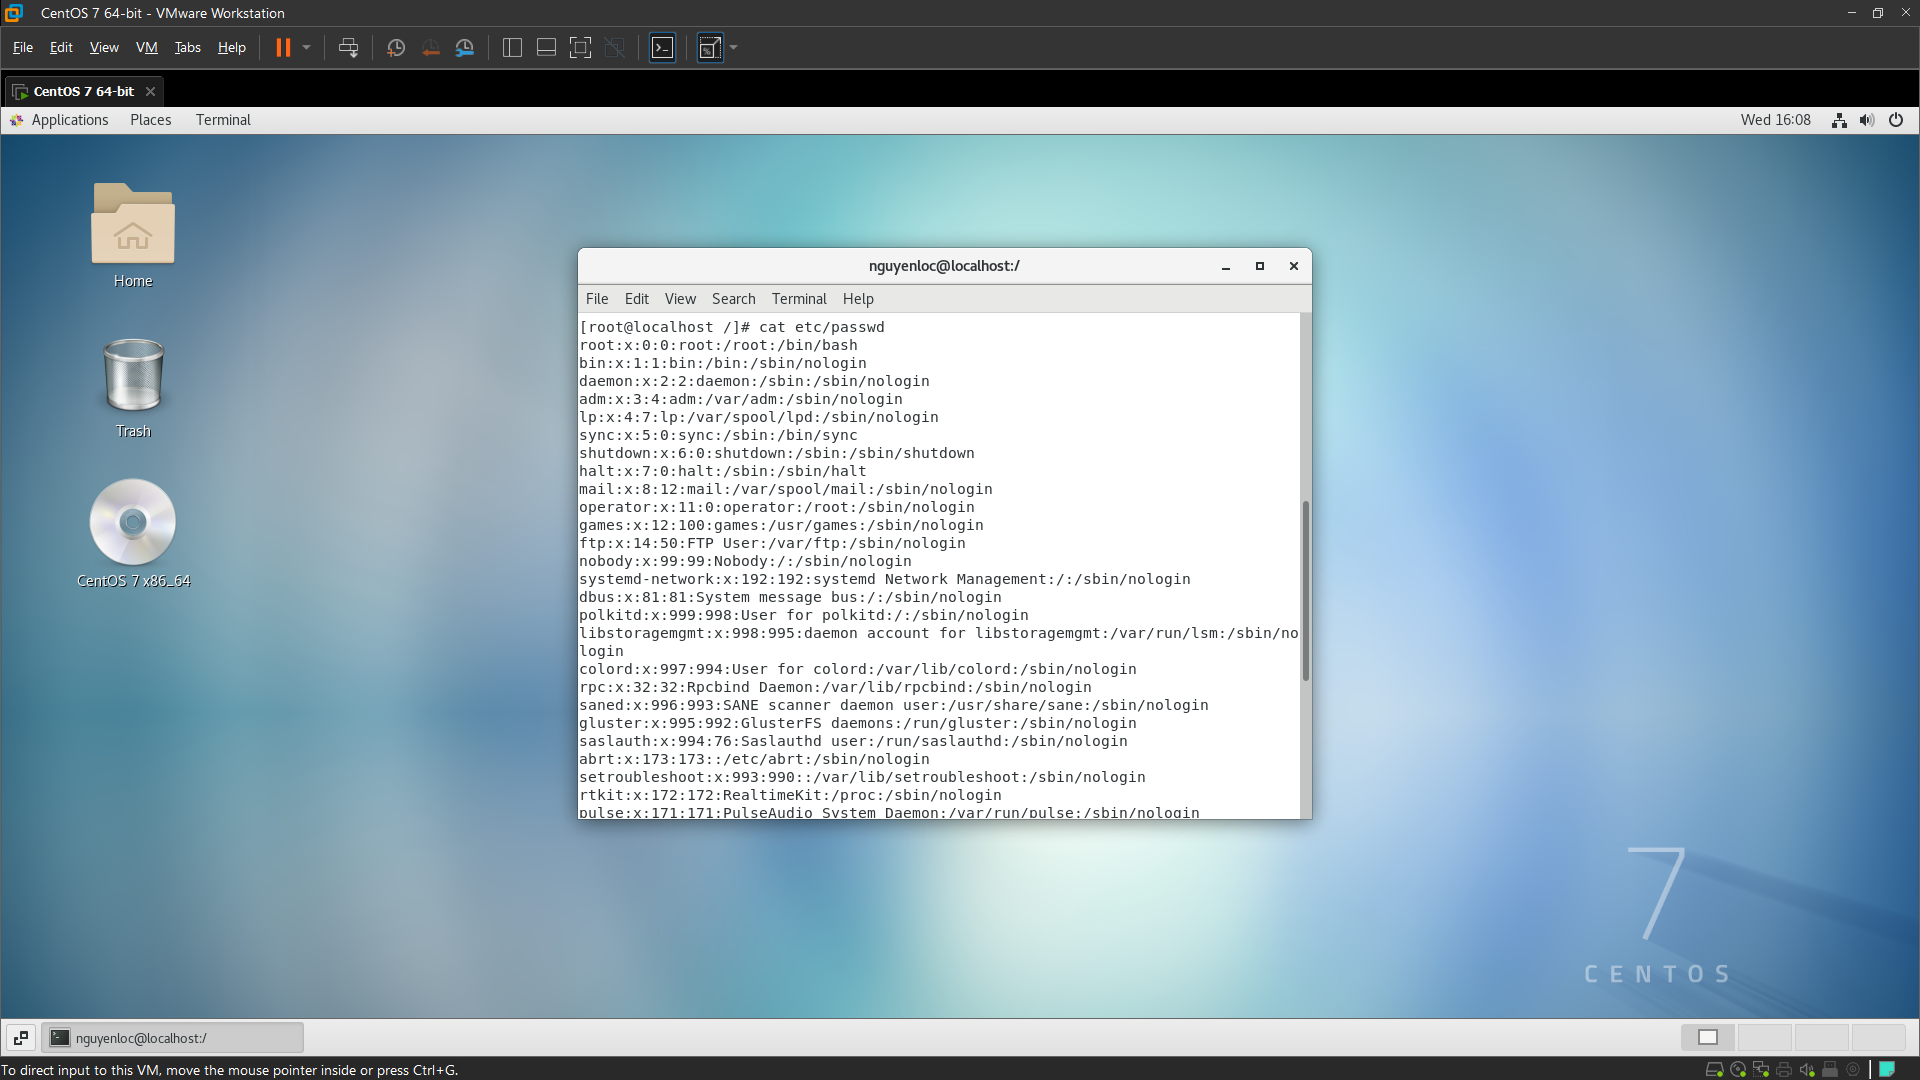 CentOS 7 64-bit - VMware Workstation
File Edit View VM Tabs Help
CentOS 7 64-bit
Applications Places Terminal
Wed 16:08
Home
Trash
CentOS 7 x86_64
nguyenloc@localhost:/
File Edit View Search Terminal Help
[root@localhost /]# cat etc/passwd
root:x:0:0:root:/root:/bin/bash
bin:x:1:1:bin:/bin:/sbin/nologin
daemon:x:2:2:daemon:/sbin:/sbin/nologin
adm:x:3:4:adm:/var/adm:/sbin/nologin
lp:x:4:7:lp:/var/spool/lpd:/sbin/nologin
sync:x:5:0:sync:/sbin:/bin/sync
shutdown:x:6:0:shutdown:/sbin:/sbin/shutdown
halt:x:7:0:halt:/sbin:/sbin/halt
mail:x:8:12:mail:/var/spool/mail:/sbin/nologin
operator:x:11:0:operator:/root:/sbin/nologin
games:x:12:100:games:/usr/games:/sbin/nologin
ftp:x:14:50:FTP User:/var/ftp:/sbin/nologin
nobody:x:99:99:Nobody:/:/sbin/nologin
systemd-network:x:192:192:systemd Network Management:/:/sbin/nologin
dbus:x:81:81:System message bus:/:/sbin/nologin
polkitd:x:999:998:User for polkitd:/:/sbin/nologin
libstoragemgmt:x:998:995:daemon account for libstoragemgmt:/var/run/lsm:/sbin/no
login
colord:x:997:994:User for colord:/var/lib/colord:/sbin/nologin
rpc:x:32:32:Rpcbind Daemon:/var/lib/rpcbind:/sbin/nologin
saned:x:996:993:SANE scanner daemon user:/usr/share/sane:/sbin/nologin
gluster:x:995:992:GlusterFS daemons:/run/gluster:/sbin/nologin
saslauth:x:994:76:Saslauthd user:/run/saslauthd:/sbin/nologin
abrt:x:173:173::/etc/abrt:/sbin/nologin
setroubleshoot:x:993:990::/var/lib/setroubleshoot:/sbin/nologin
rtkit:x:172:172:RealtimeKit:/proc:/sbin/nologin
pulse:x:171:171:PulseAudio System Daemon:/var/run/pulse:/sbin/nologin
7
CENTOS
nguyenloc@localhost:/
To direct input to this VM, move the mouse pointer inside or press Ctrl+G.